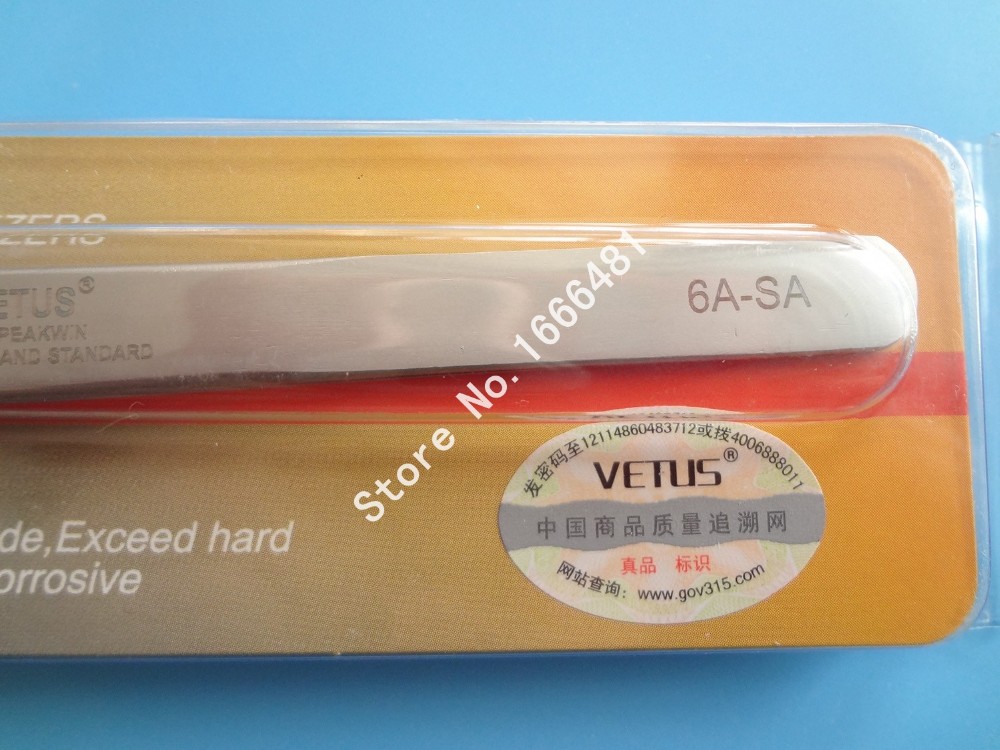 ZERS
ETUS®
PEAKWIN
AND STANDARD
6A-SA
Store No. 1666481
发密码至12114860483712或拨4006888011
VETUS®
中国商品质量追溯网
真品 标识
网站查询：www.gov315.com
de,Exceed hard
orrosive